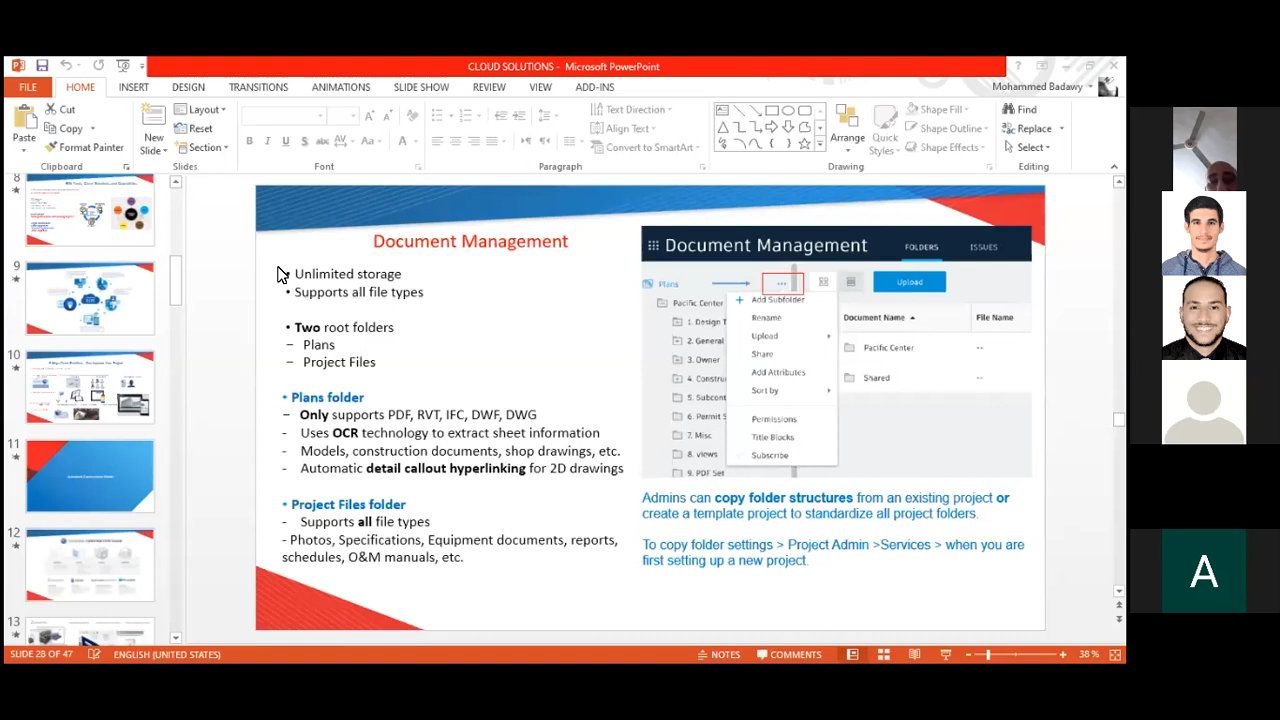 CLOUD SOLUTIONS - Microsoft PowerPoint
FILE HOME INSERT DESIGN TRANSITIONS ANIMATIONS SLIDE SHOW REVIEW VIEW ADD-INS
Mohammed Badawy
Paste
Cut
Copy
Format Painter
Clipboard
New
Slide
Layout
Reset
Section
Slides
B I U S abc AV Aa A
Font
Text Direction
Align Text
Convert to SmartArt
Paragraph
Arrange
Quick
Styles
Shape Fill
Shape Outline
Shape Effects
Drawing
Find
Replace
Select
Editing
8
9
10
11
12
13
Document Management
• Unlimited storage
• Supports all file types
• Two root folders
– Plans
– Project Files
• Plans folder
– Only supports PDF, RVT, IFC, DWF, DWG
- Uses OCR technology to extract sheet information
- Models, construction documents, shop drawings, etc.
- Automatic detail callout hyperlinking for 2D drawings
• Project Files folder
- Supports all file types
- Photos, Specifications, Equipment documents, reports,
schedules, O&M manuals, etc.
Document Management FOLDERS ISSUES
Plans ... Upload
Pacific Center
1. Design T
2. General
3. Owner
4. Constru
5. Subcont
6. Permit S
7. Misc
8. views
9. PDF Set
+ Add Subfolder
Rename
Upload
Share
Add Attributes
Sort by
Permissions
Title Blocks
Subscribe
Document Name File Name
Pacific Center --
Shared --
Admins can copy folder structures from an existing project or
create a template project to standardize all project folders.
To copy folder settings > Project Admin >Services > when you are
first setting up a new project.
A
SLIDE 28 OF 47 ENGLISH (UNITED STATES) NOTES COMMENTS 38 %